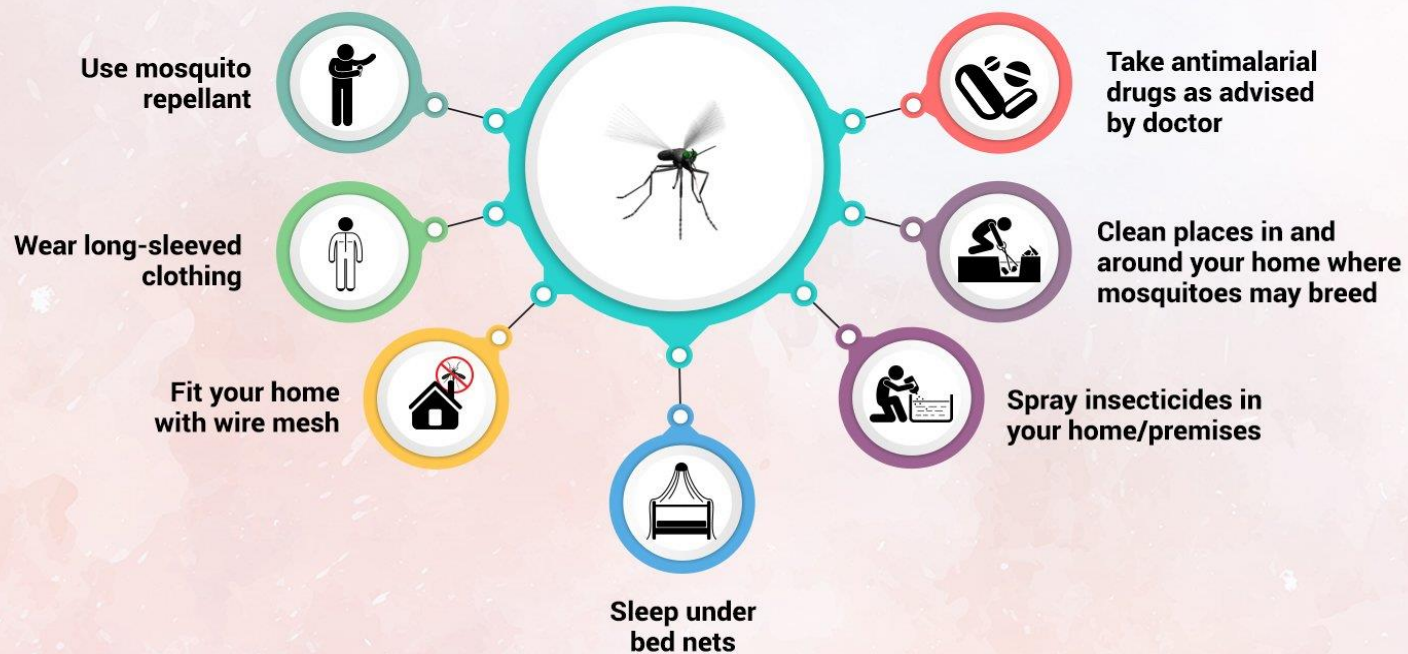 Use mosquito
repellant
Wear long-sleeved
clothing
Fit your home
with wire mesh
Sleep under
bed nets
Spray insecticides in
your home/premises
Clean places in and
around your home where
mosquitoes may breed
Take antimalarial
drugs as advised
by doctor